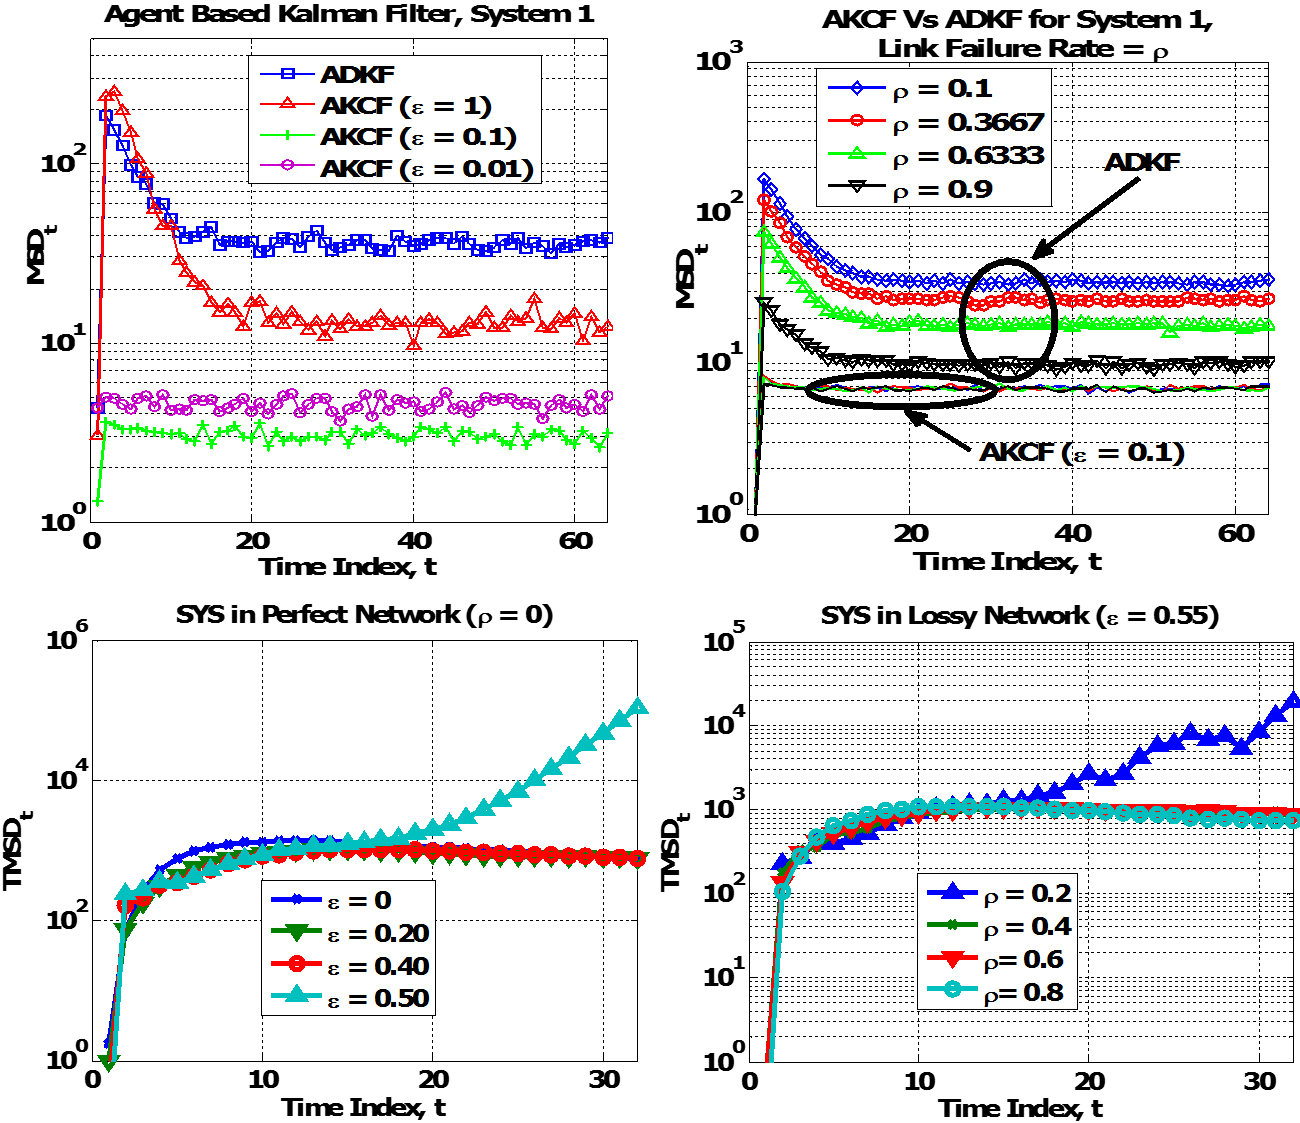 Agent Based Kalman Filter, System 1
ADKF
AKCF (ε = 1)
AKCF (ε = 0.1)
AKCF (ε = 0.01)
MSDt
10^2
10^1
10^0
0
20
40
60
Time Index, t
AKCF Vs ADKF for System 1,
Link Failure Rate = ρ
ρ = 0.1
ρ = 0.3667
ρ = 0.6333
ρ = 0.9
ADKF
AKCF (ε = 0.1)
MSDt
10^3
10^2
10^1
10^0
0
20
40
60
Time Index, t
SYS in Perfect Network (ρ = 0)
TMSDt
10^6
10^4
10^2
10^0
ε = 0
ε = 0.20
ε = 0.40
ε = 0.50
0
10
20
30
Time Index, t
SYS in Lossy Network (ε = 0.55)
TMSDt
10^5
10^4
10^3
10^2
10^1
10^0
ρ = 0.2
ρ = 0.4
ρ= 0.6
ρ= 0.8
0
10
20
30
Time Index, t